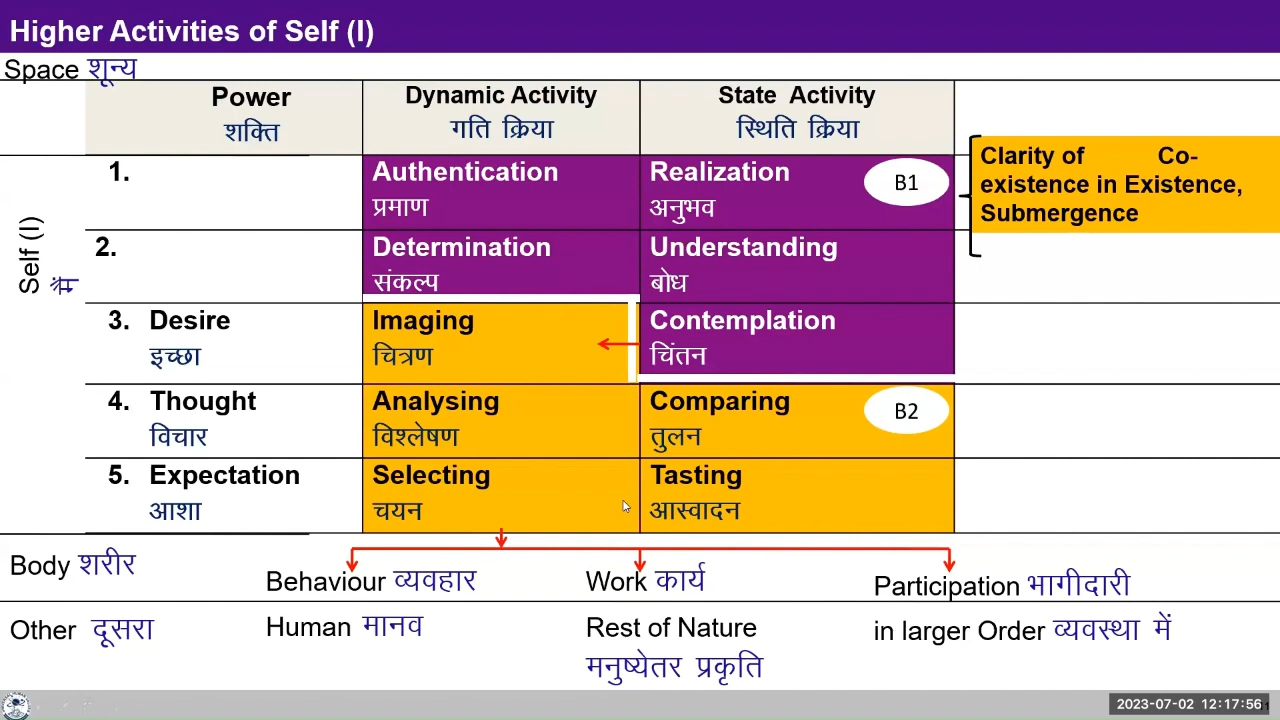 Higher Activities of Self (I)
Space शून्य
Power Dynamic Activity State Activity
शक्ति गति क्रिया स्थिति क्रिया
1. Authentication Realization B1
प्रमाण अनुभव
Clarity of Co-
existence in Existence,
Submergence
2. Determination Understanding
संकल्प बोध
Self (I)
मैं
3. Desire Imaging Contemplation
इच्छा चित्रण चिंतन
4. Thought Analysing Comparing B2
विचार विश्लेषण तुलन
5. Expectation Selecting Tasting
आशा चयन आस्वादन
Body शरीर
Behaviour व्यवहार Work कार्य Participation भागीदारी
Other दूसरा Human मानव Rest of Nature in larger Order व्यवस्था में
मनुष्येतर प्रकृति
2023-07-02 12:17:56